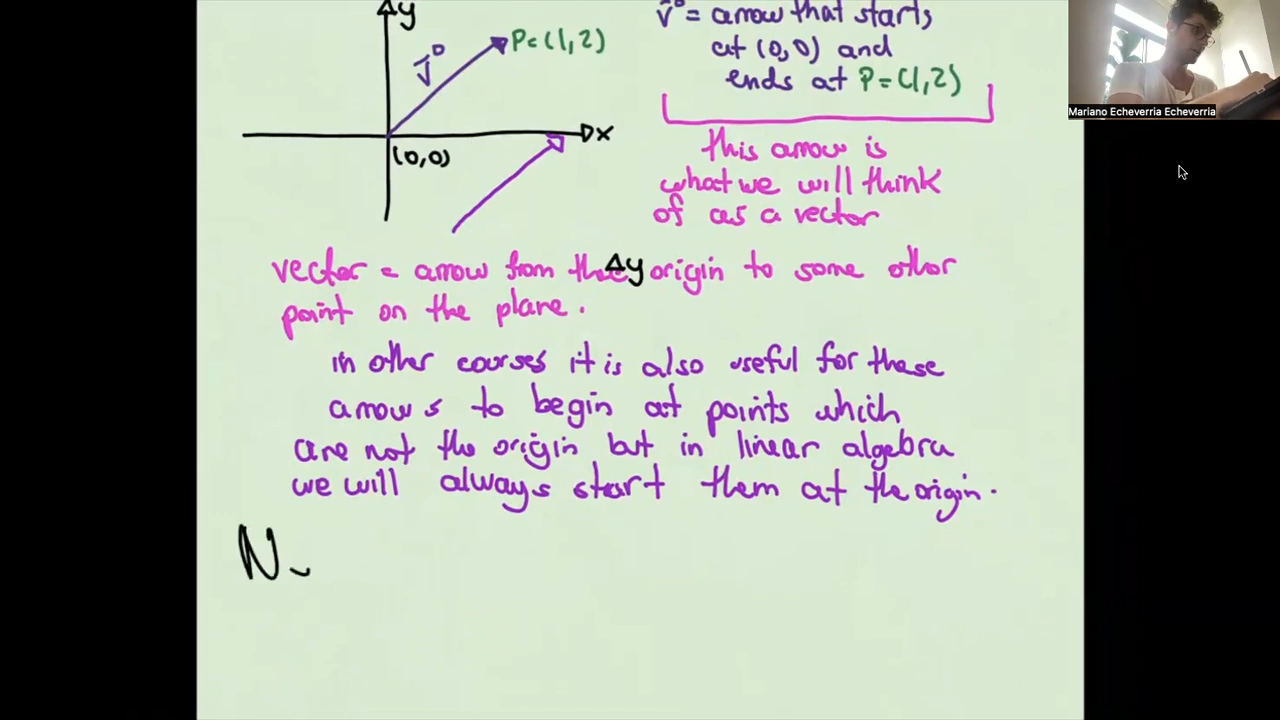 y
P=(1,2)
v
x
(0,0)
v = arrow that starts
at (0,0) and
ends at P=(1,2)
this arrow is
what we will think
of as a vector
vector = arrow from the origin to some other
y
point on the plane.
in other courses it is also useful for these
arrows to begin at points which
are not the origin but in linear algebra
we will always start them at the origin.
N
Mariano Echeverria Echeverria